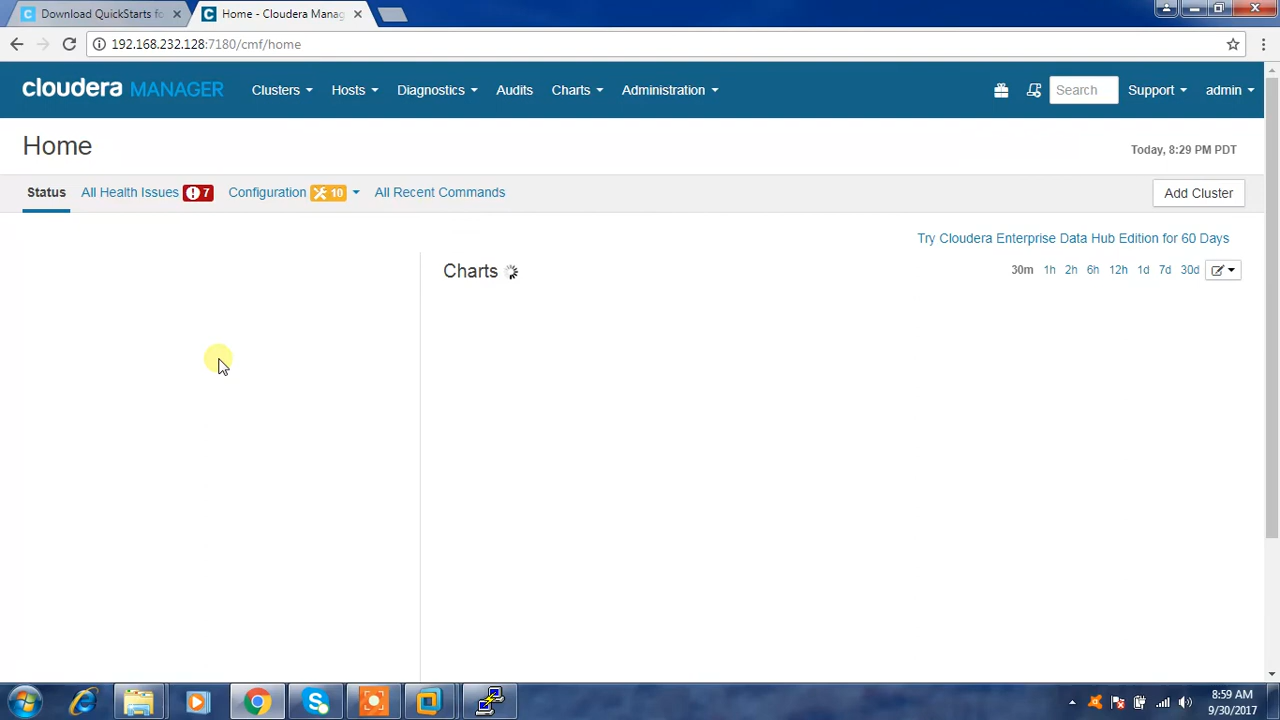 Download QuickStarts fo
Home - Cloudera Manag
192.168.232.128:7180/cmf/home
cloudera MANAGER
Clusters
Hosts
Diagnostics
Audits
Charts
Administration
Search
Support
admin
Home
Today, 8:29 PM PDT
Status
All Health Issues 7
Configuration 10
All Recent Commands
Add Cluster
Try Cloudera Enterprise Data Hub Edition for 60 Days
Charts
30m 1h 2h 6h 12h 1d 7d 30d
8:59 AM
9/30/2017